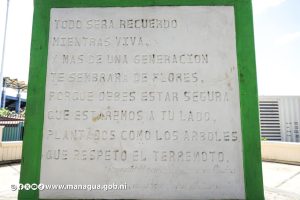 TODO SERA RECUERDO
MIENTRAS VIVA.
Y MAS DE UNA GENERACION
TE SEMBRARA DE FLORES.
PORQUE DEBES ESTAR SEGURA
QUE ESTAREMOS A TU LADO.
PLANTADOS COMO LOS ARBOLES
QUE RESPETO EL TERREMOTO.
www.managua.gob.ni